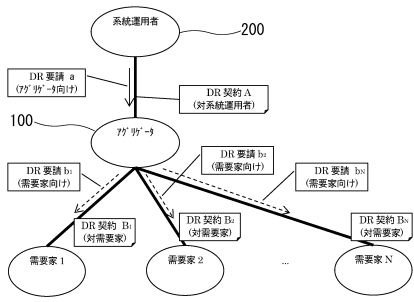 系統運用者
200
DR 要請 a
(ｱｸﾞﾘｹﾞｰﾀ向け)
DR 契約 A
(対系統運用者)
100
ｱｸﾞﾘｹﾞｰﾀ
DR 要請 b1
(需要家向け)
DR 要請 b2
(需要家向け)
DR 要請 bN
(需要家向け)
DR 契約 B1
(対需要家)
DR 契約 B2
(対需要家)
DR 契約 BN
(対需要家)
需要家 1
需要家 2
...
需要家 N